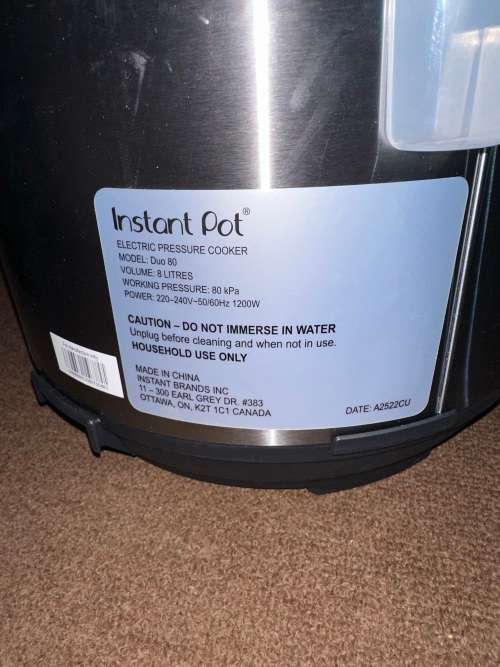 Instant Pot®
ELECTRIC PRESSURE COOKER
MODEL: Duo 80
VOLUME: 8 LITRES
WORKING PRESSURE: 80 kPa
POWER: 220-240V~50/60Hz 1200W
CAUTION – DO NOT IMMERSE IN WATER
Unplug before cleaning and when not in use.
HOUSEHOLD USE ONLY
MADE IN CHINA
INSTANT BRANDS INC
11 – 300 EARL GREY DR. #383
OTTAWA, ON, K2T 1C1 CANADA
DATE: A2522CU